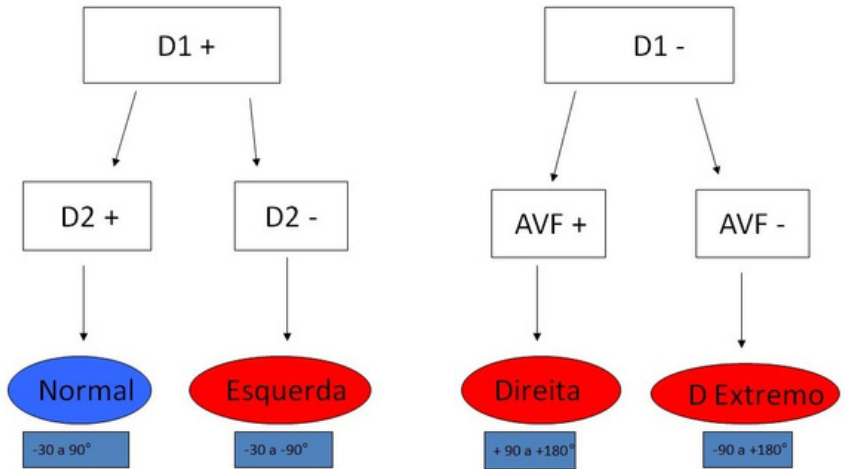 D1 +
D1 -
D2 +
D2 -
AVF +
AVF -
Normal
Esquerda
Direita
D Extremo
-30 a 90°
-30 a -90°
+ 90 a +180°
-90 a +180°